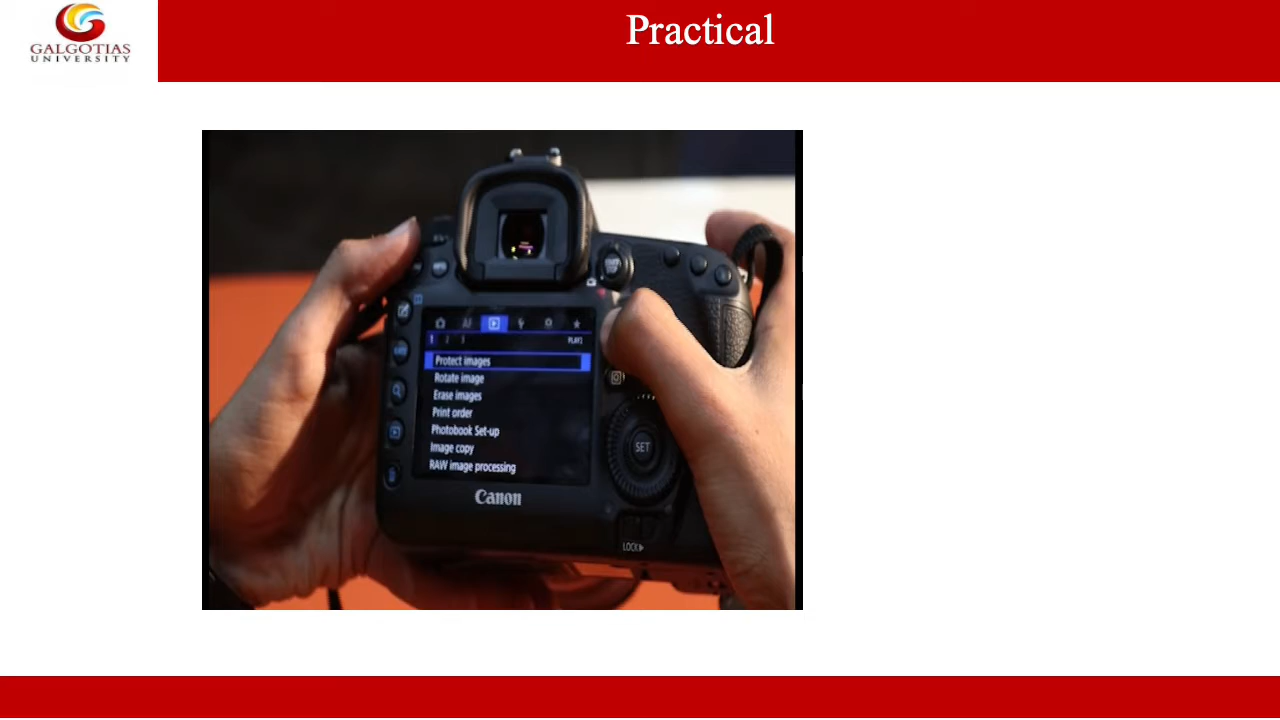 GALGOTIAS
UNIVERSITY
Practical
PLAY1
Protect images
Rotate image
Erase images
Print order
Photobook Set-up
Image copy
RAW image processing
SET
Canon
LOCK